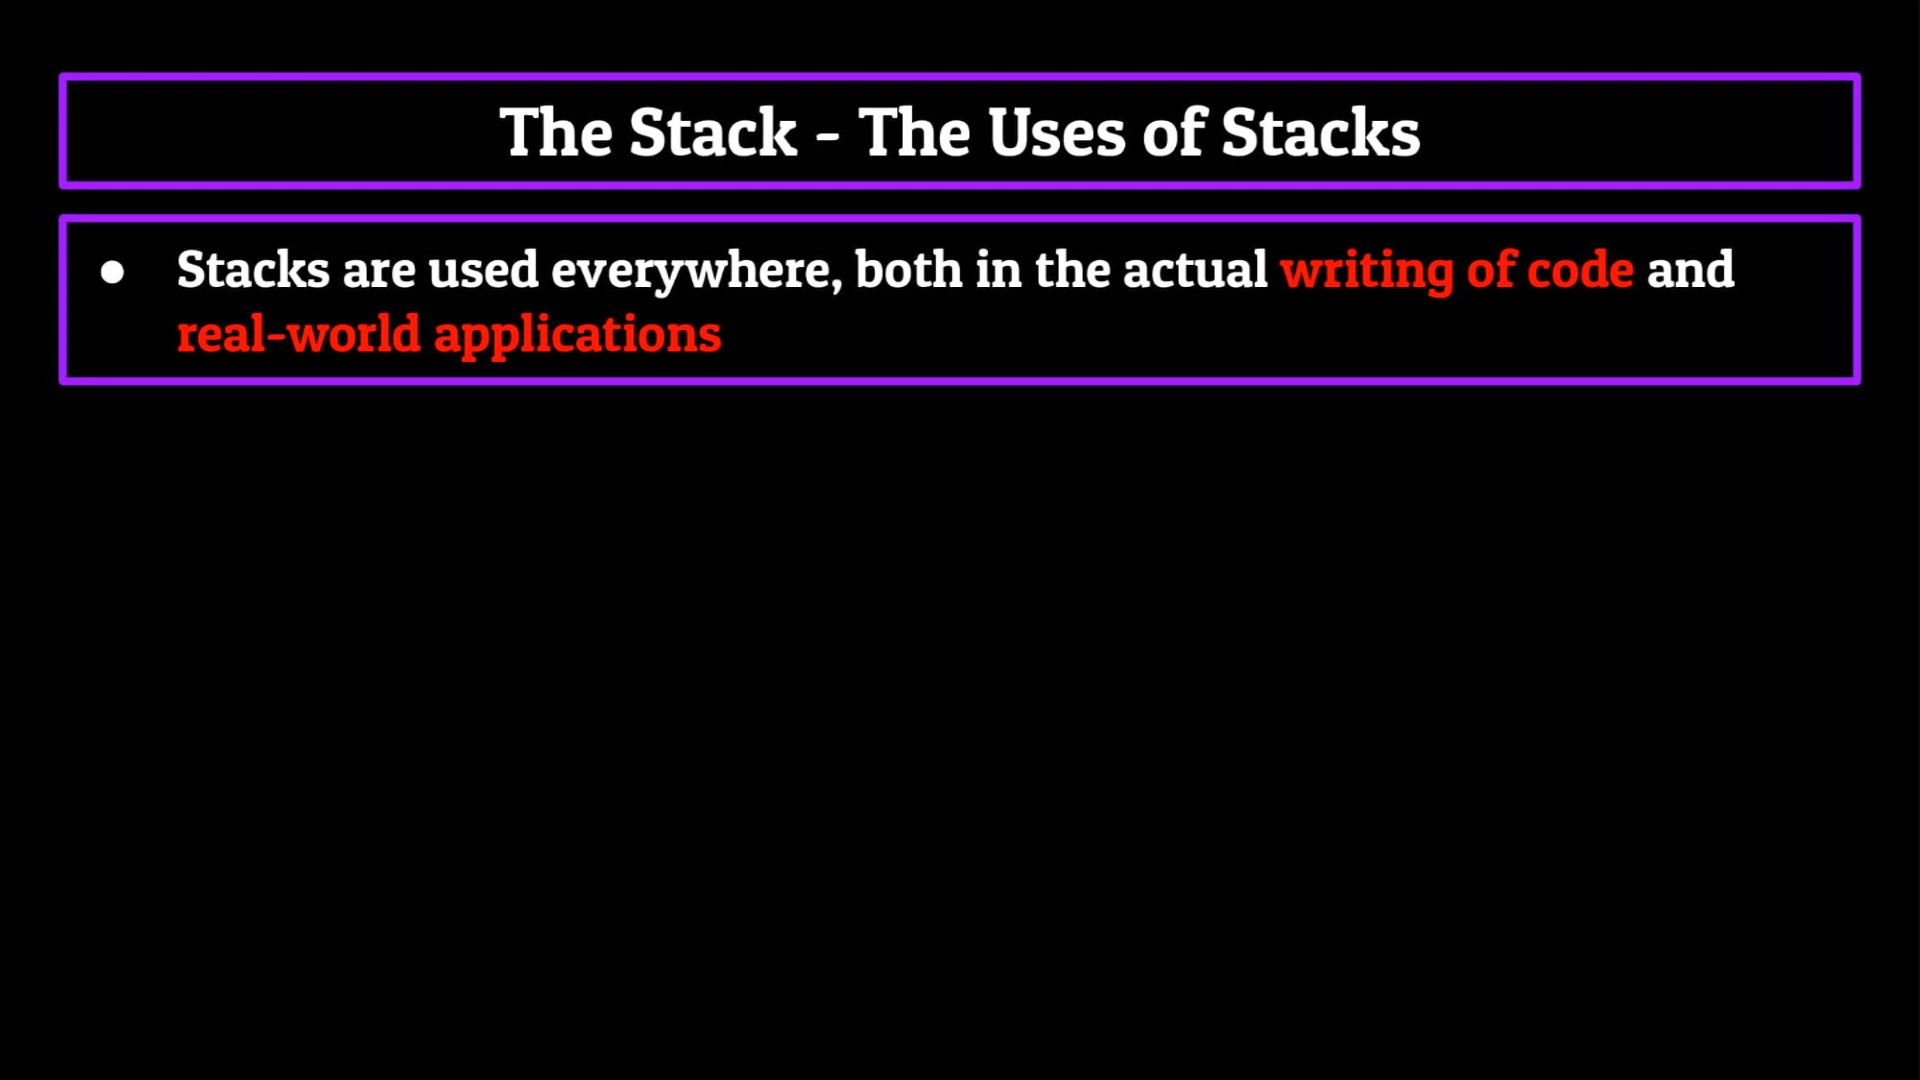 The Stack - The Uses of Stacks
● Stacks are used everywhere, both in the actual writing of code and
real-world applications